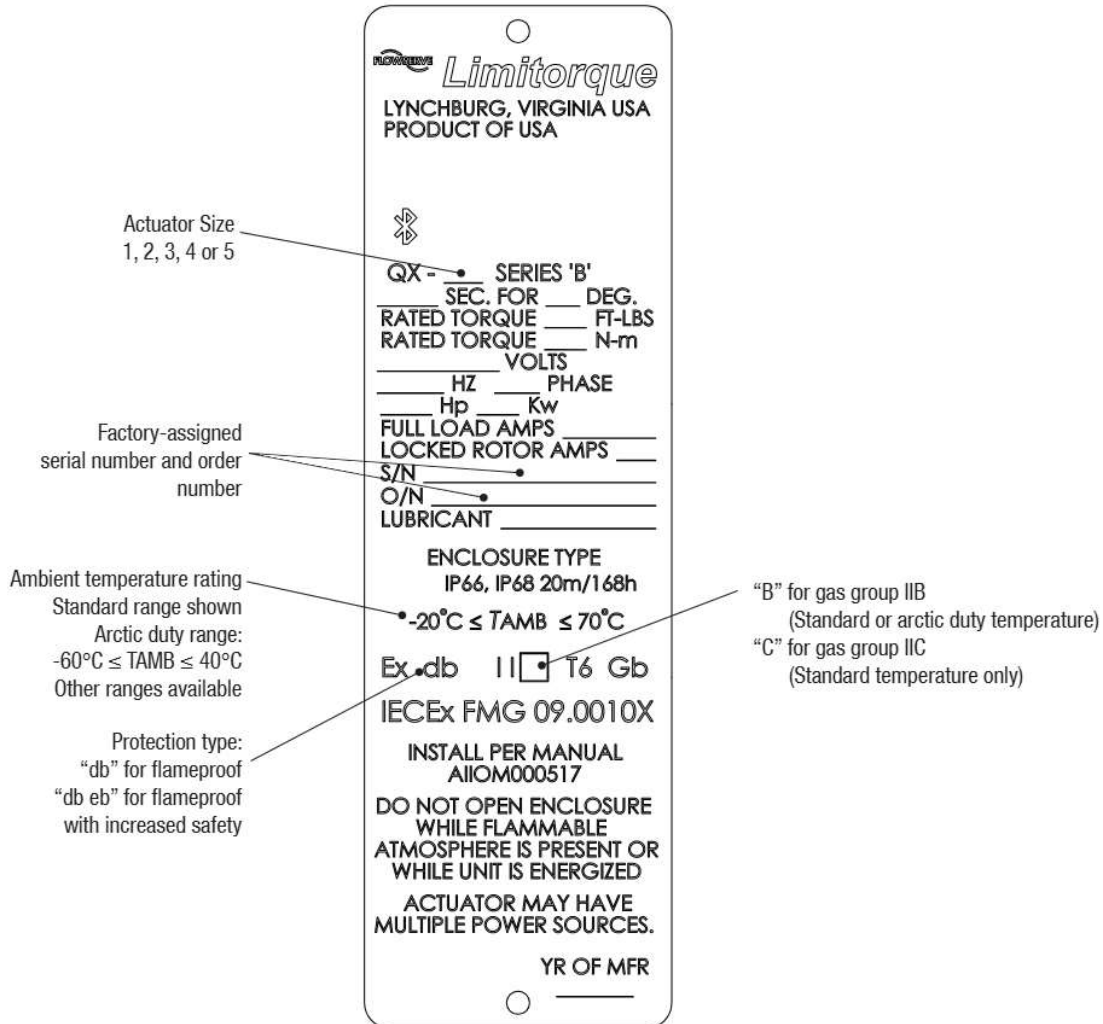 FLOWSERVE
Limitorque
LYNCHBURG, VIRGINIA USA
PRODUCT OF USA
Actuator Size
1, 2, 3, 4 or 5
QX - ___ SERIES 'B'
_____ SEC. FOR ___ DEG.
RATED TORQUE ____ FT-LBS
RATED TORQUE ____ N-m
__________ VOLTS
_____ HZ ____ PHASE
____ Hp ____ Kw
FULL LOAD AMPS ________
LOCKED ROTOR AMPS ___
Factory-assigned
serial number and order
number
S/N ____________________
O/N ___________________
LUBRICANT _____________
ENCLOSURE TYPE
IP66, IP68 20m/168h
Ambient temperature rating
Standard range shown
Arctic duty range:
-60°C ≤ TAMB ≤ 40°C
Other ranges available
-20°C ≤ TAMB ≤ 70°C
"B" for gas group IIB
(Standard or arctic duty temperature)
"C" for gas group IIC
(Standard temperature only)
Ex db II□ T6 Gb
IECEx FMG 09.0010X
Protection type:
"db" for flameproof
"db eb" for flameproof
with increased safety
INSTALL PER MANUAL
AIIOM000517
DO NOT OPEN ENCLOSURE
WHILE FLAMMABLE
ATMOSPHERE IS PRESENT OR
WHILE UNIT IS ENERGIZED
ACTUATOR MAY HAVE
MULTIPLE POWER SOURCES.
YR OF MFR
______